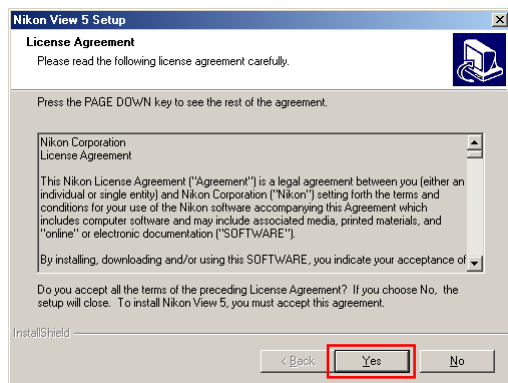 Nikon View 5 Setup
License Agreement
Please read the following license agreement carefully.
Press the PAGE DOWN key to see the rest of the agreement.
Nikon Corporation
License Agreement
This Nikon License Agreement ("Agreement") is a legal agreement between you (either an
individual or single entity) and Nikon Corporation ("Nikon") setting forth the terms and
conditions for your use of the Nikon software accompanying this Agreement which
includes computer software and may include associated media, printed materials, and
"online" or electronic documentation ("SOFTWARE").
By installing, downloading and/or using this SOFTWARE, you indicate your acceptance of
Do you accept all the terms of the preceding License Agreement? If you choose No, the
setup will close. To install Nikon View 5, you must accept this agreement.
InstallShield
< Back Yes No